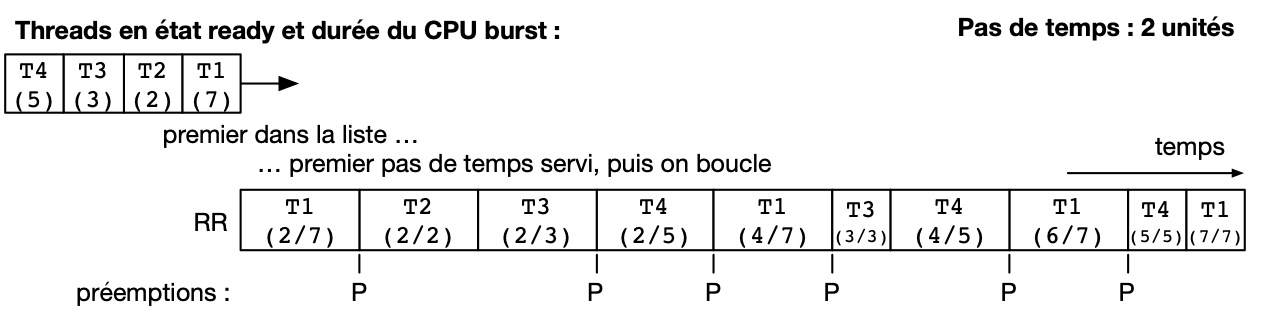 Threads en état ready et durée du CPU burst :
Pas de temps : 2 unités
T4 T3 T2 T1
(5) (3) (2) (7)
premier dans la liste …
… premier pas de temps servi, puis on boucle
temps
RR
T1 T2 T3 T4 T1 T3 T4 T1 T4 T1
(2/7) (2/2) (2/3) (2/5) (4/7) (3/3) (4/5) (6/7) (5/5) (7/7)
préemptions : P P P P P P